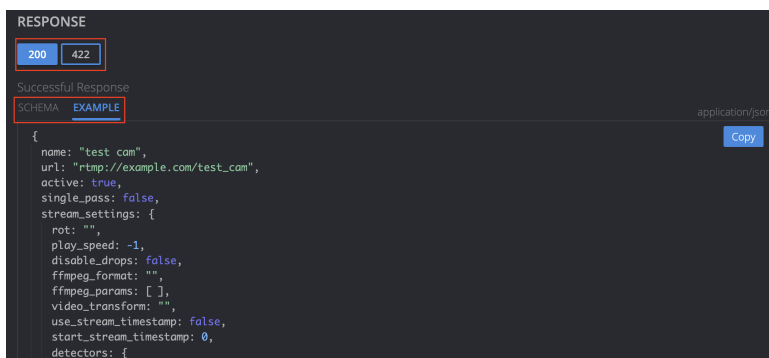 RESPONSE
200 422
Successful Response
SCHEMA EXAMPLE
application/json
Copy
{
name: "test cam",
url: "rtmp://example.com/test_cam",
active: true,
single_pass: false,
stream_settings: {
rot: "",
play_speed: -1,
disable_drops: false,
ffmpeg_format: "",
ffmpeg_params: [ ],
video_transform: "",
use_stream_timestamp: false,
start_stream_timestamp: 0,
detectors: {